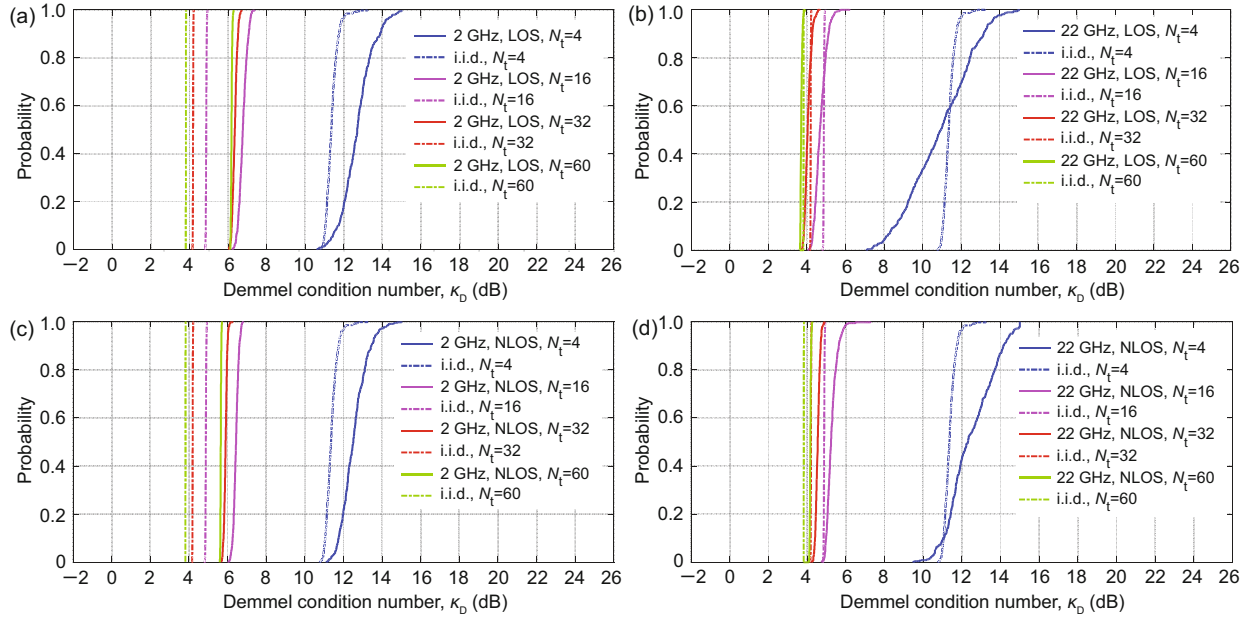 (a)
1.0
0.8
0.6
0.4
0.2
0
Probability
2 GHz, LOS, Nt=4
i.i.d., Nt=4
2 GHz, LOS, Nt=16
i.i.d., Nt=16
2 GHz, LOS, Nt=32
i.i.d., Nt=32
2 GHz, LOS, Nt=60
i.i.d., Nt=60
−2 0 2 4 6 8 10 12 14 16 18 20 22 24 26
Demmel condition number, κD (dB)
(b)
1.0
0.8
0.6
0.4
0.2
0
Probability
22 GHz, LOS, Nt=4
i.i.d., Nt=4
22 GHz, LOS, Nt=16
i.i.d., Nt=16
22 GHz, LOS, Nt=32
i.i.d., Nt=32
22 GHz, LOS, Nt=60
i.i.d., Nt=60
−2 0 2 4 6 8 10 12 14 16 18 20 22 24 26
Demmel condition number, κD (dB)
(c)
1.0
0.8
0.6
0.4
0.2
0
Probability
2 GHz, NLOS, Nt=4
i.i.d., Nt=4
2 GHz, NLOS, Nt=16
i.i.d., Nt=16
2 GHz, NLOS, Nt=32
i.i.d., Nt=32
2 GHz, NLOS, Nt=60
i.i.d., Nt=60
−2 0 2 4 6 8 10 12 14 16 18 20 22 24 26
Demmel condition number, κD (dB)
(d)
1.0
0.8
0.6
0.4
0.2
0
Probability
22 GHz, NLOS, Nt=4
i.i.d., Nt=4
22 GHz, NLOS, Nt=16
i.i.d., Nt=16
22 GHz, NLOS, Nt=32
i.i.d., Nt=32
22 GHz, NLOS, Nt=60
i.i.d., Nt=60
−2 0 2 4 6 8 10 12 14 16 18 20 22 24 26
Demmel condition number, κD (dB)